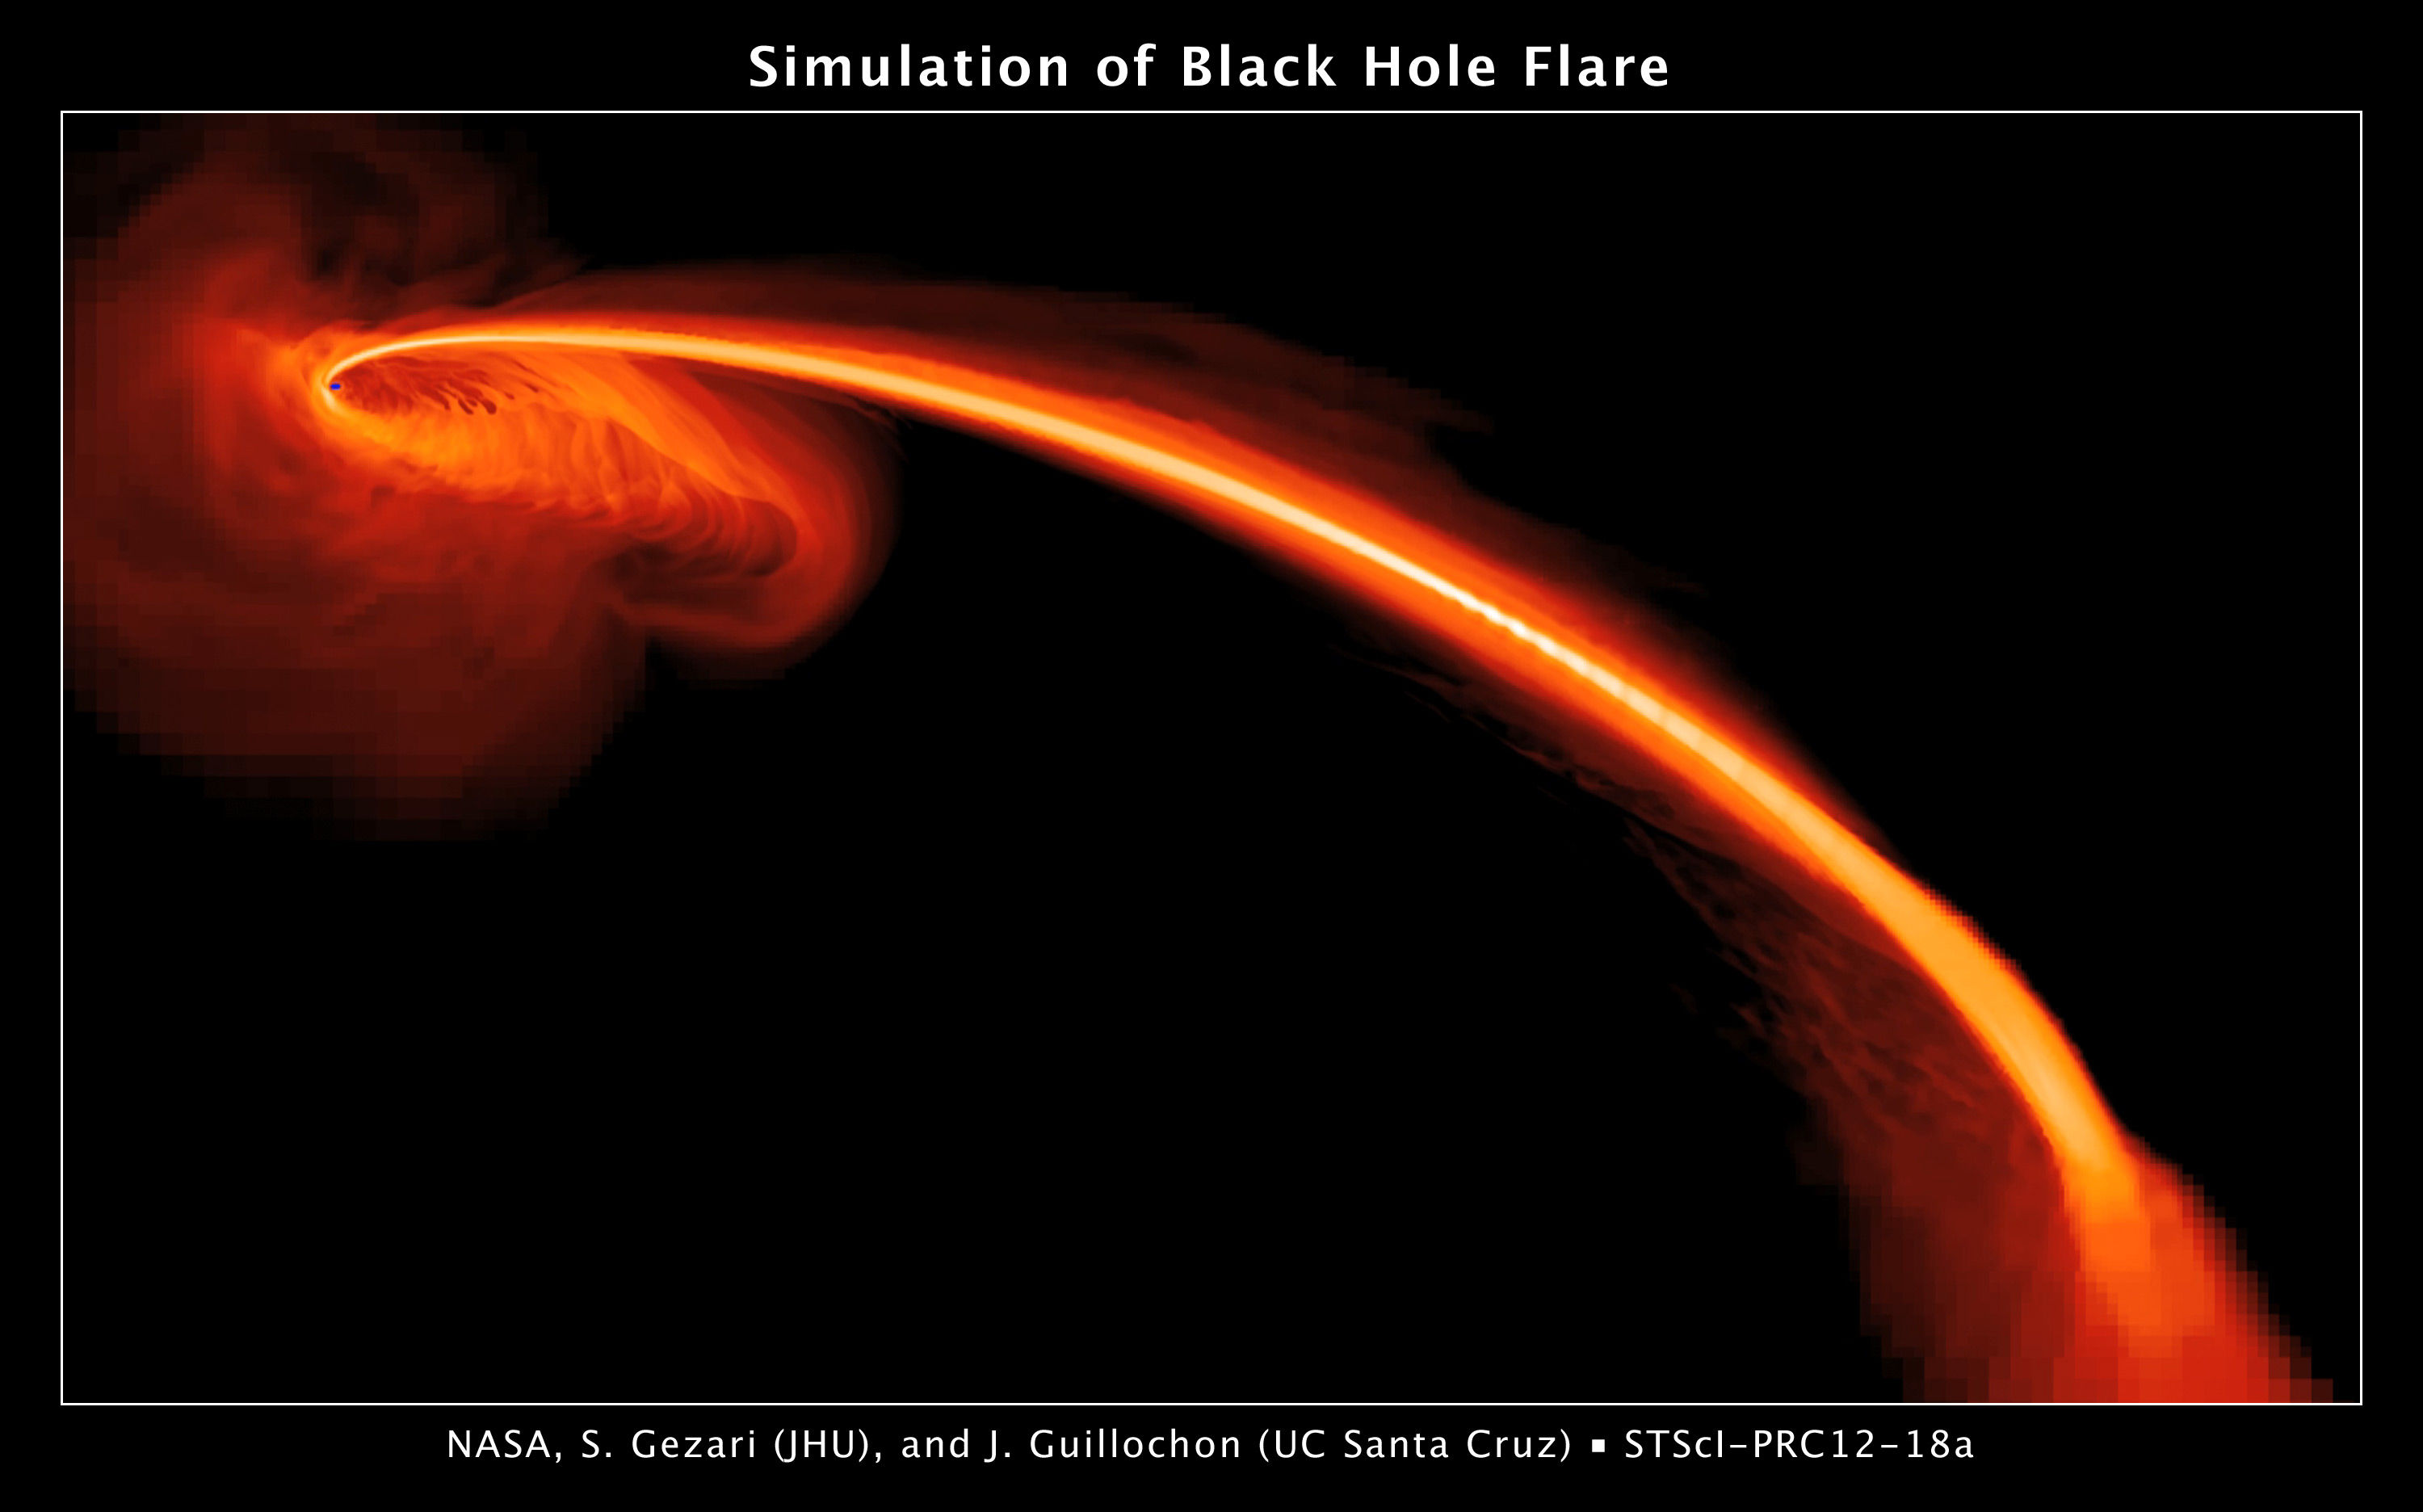 Simulation of Black Hole Flare
NASA, S. Gezari (JHU), and J. Guillochon (UC Santa Cruz) ▪ STScI–PRC12–18a